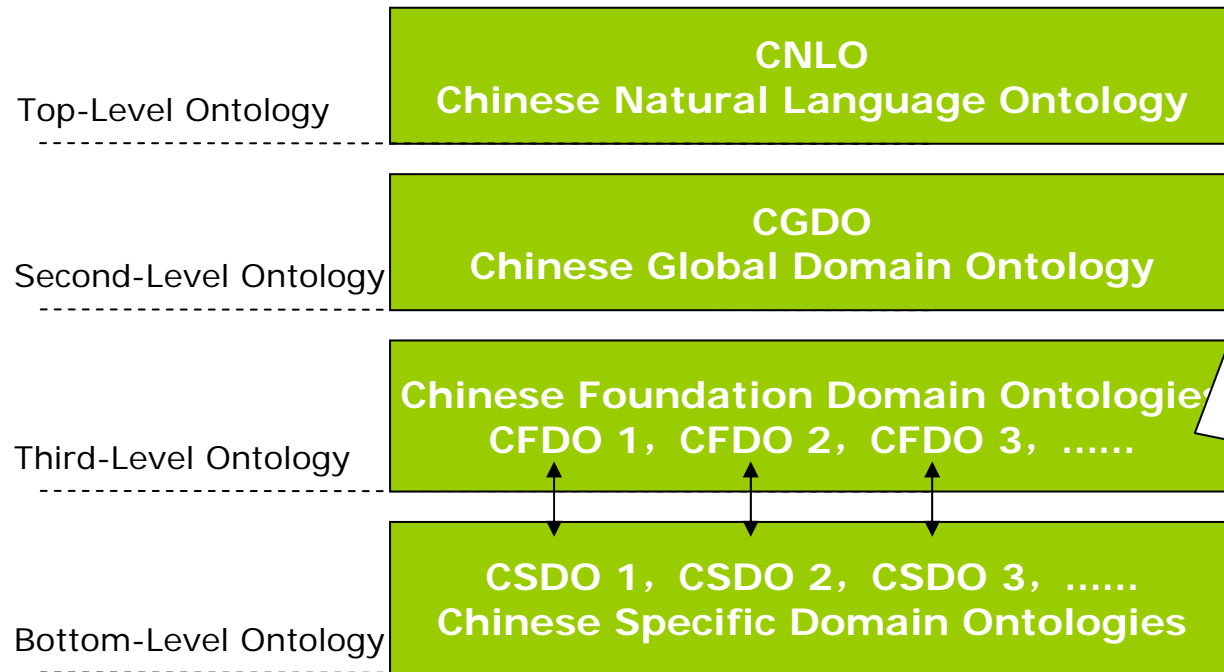 CNLO
Chinese Natural Language Ontology
Top-Level Ontology
CGDO
Chinese Global Domain Ontology
Second-Level Ontology
Chinese Foundation Domain Ontologies
CFDO 1，CFDO 2，CFDO 3，......
Third-Level Ontology
CSDO 1，CSDO 2，CSDO 3，......
Chinese Specific Domain Ontologies
Bottom-Level Ontology